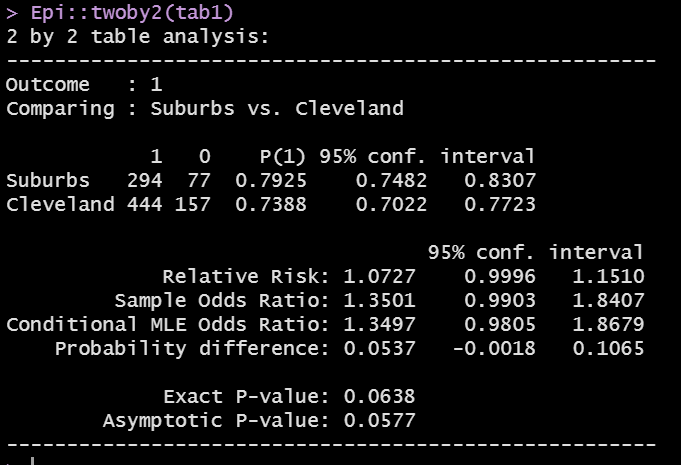 > Epi::twoby2(tab1)
2 by 2 table analysis:
------------------------------------------------------
Outcome   : 1
Comparing : Suburbs vs. Cleveland

            1   0    P(1) 95% conf. interval
Suburbs   294  77  0.7925    0.7482   0.8307
Cleveland 444 157  0.7388    0.7022   0.7723

                                   95% conf. interval
             Relative Risk: 1.0727    0.9996   1.1510
         Sample Odds Ratio: 1.3501    0.9903   1.8407
Conditional MLE Odds Ratio: 1.3497    0.9805   1.8679
    Probability difference: 0.0537   -0.0018   0.1065

             Exact P-value: 0.0638
        Asymptotic P-value: 0.0577
------------------------------------------------------